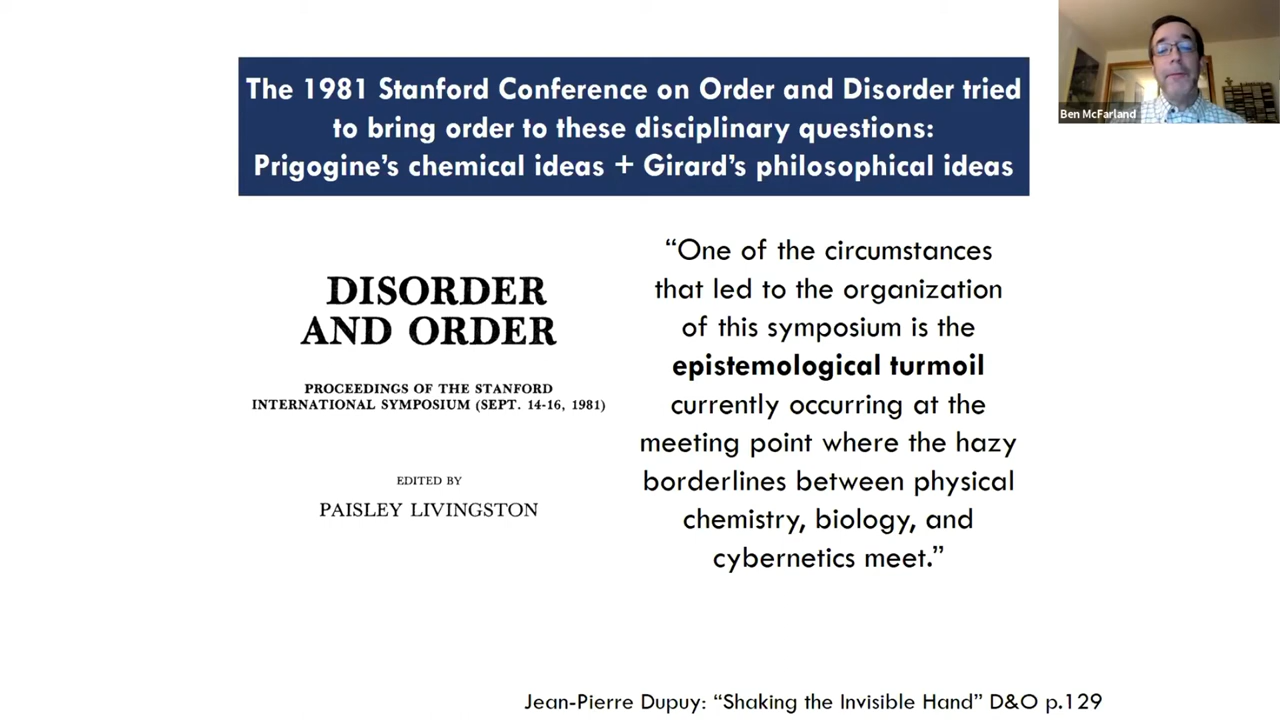 The 1981 Stanford Conference on Order and Disorder tried
to bring order to these disciplinary questions:
Prigogine's chemical ideas + Girard's philosophical ideas
Ben McFarland
DISORDER
AND ORDER
PROCEEDINGS OF THE STANFORD
INTERNATIONAL SYMPOSIUM (SEPT. 14-16, 1981)
EDITED BY
PAISLEY LIVINGSTON
“One of the circumstances
that led to the organization
of this symposium is the
epistemological turmoil
currently occurring at the
meeting point where the hazy
borderlines between physical
chemistry, biology, and
cybernetics meet.”
Jean-Pierre Dupuy: “Shaking the Invisible Hand” D&O p.129